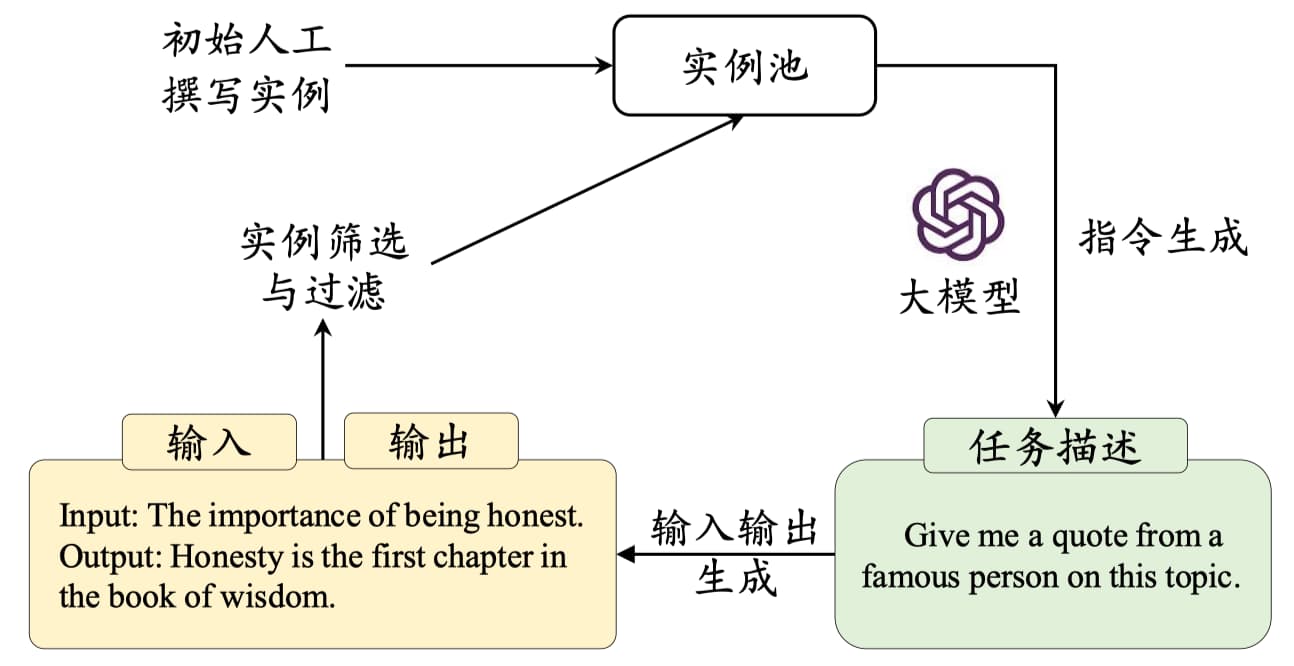 初始人工
撰写实例
实例池
实例筛选
与过滤
大模型
指令生成
输入
输出
Input: The importance of being honest.
Output: Honesty is the first chapter in
the book of wisdom.
输入输出
生成
任务描述
Give me a quote from a
famous person on this topic.